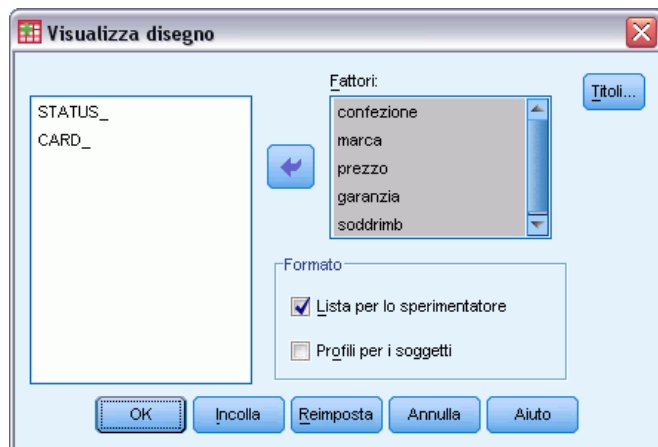 Visualizza disegno
STATUS_
CARD_
Fattori:
confezione
marca
prezzo
garanzia
soddrimb
Titoli...
Formato
Lista per lo sperimentatore
Profili per i soggetti
OK
Incolla
Reimposta
Annulla
Aiuto